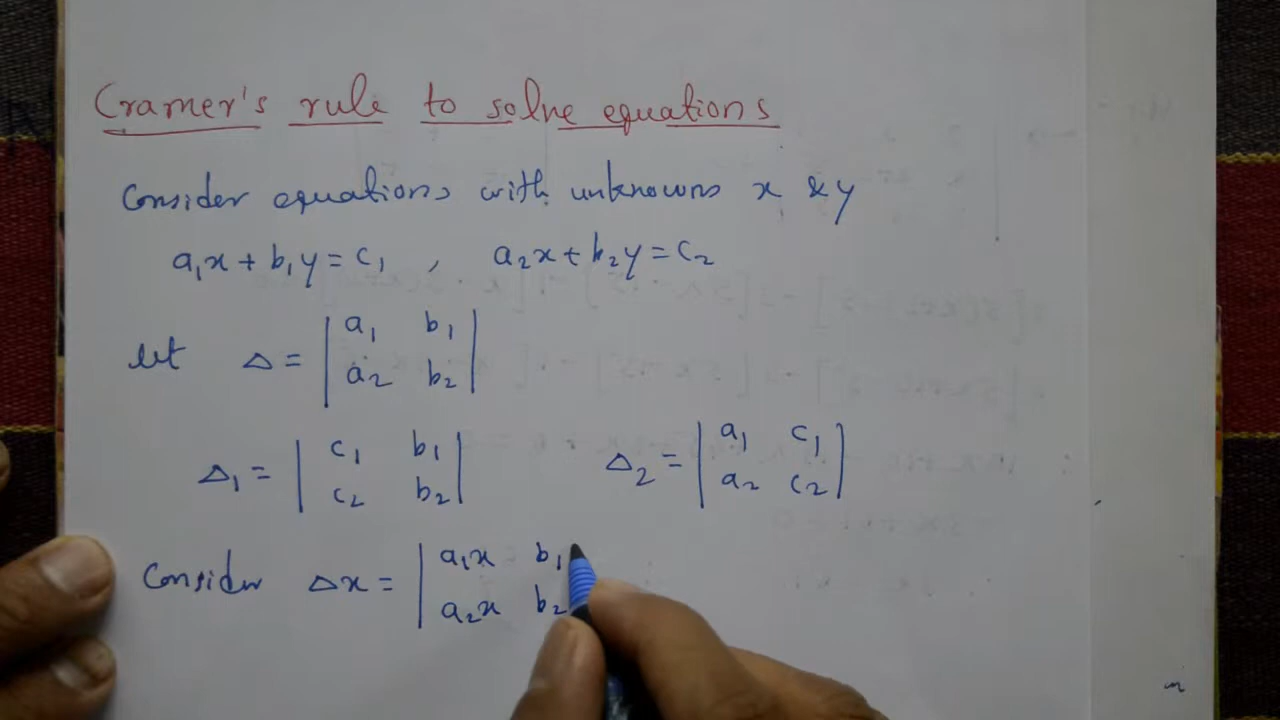 Cramer's rule to solve equations
Consider equations with unknowns x & y
a₁x + b₁y = c₁ , a₂x + b₂y = c₂
let Δ = | a₁ b₁ |
| a₂ b₂ |
Δ₁ = | c₁ b₁ | Δ₂ = | a₁ c₁ |
| c₂ b₂ | | a₂ c₂ |
Consider Δx = | a₁x b₁
| a₂x b₂